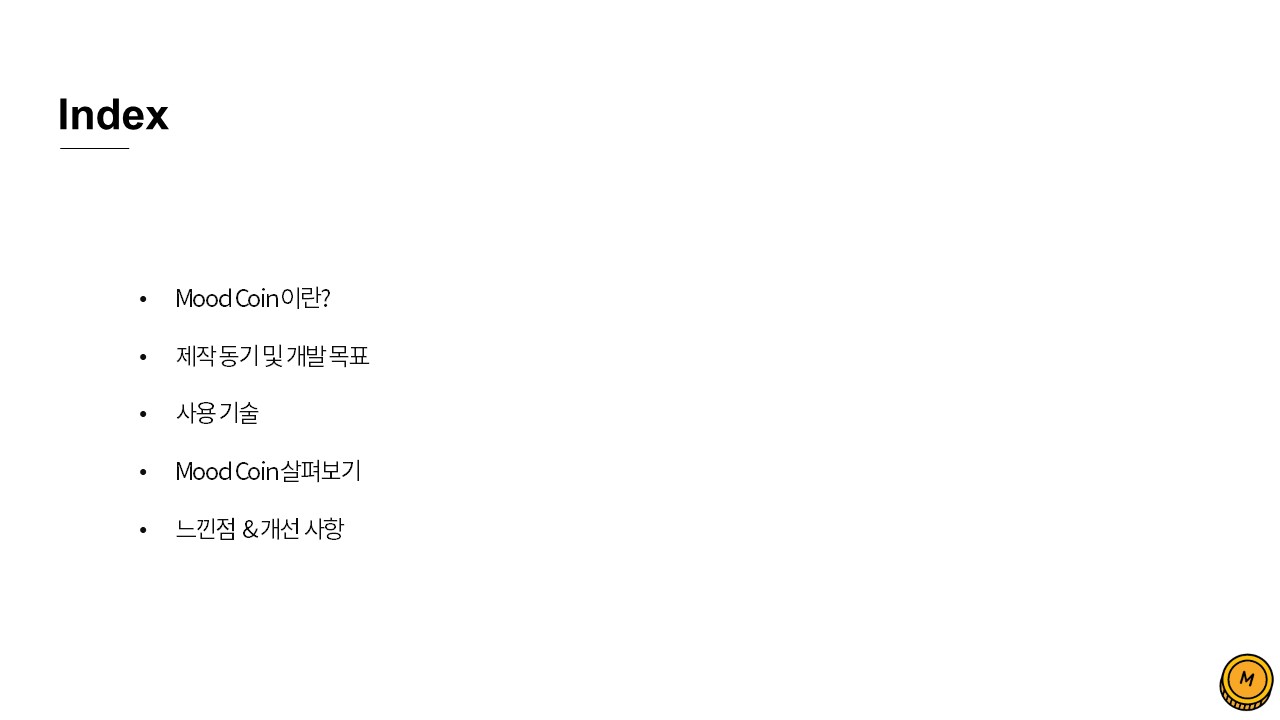 Index
• Mood Coin이란?
• 제작 동기 및 개발 목표
• 사용 기술
• Mood Coin 살펴보기
• 느낀점 & 개선 사항
M